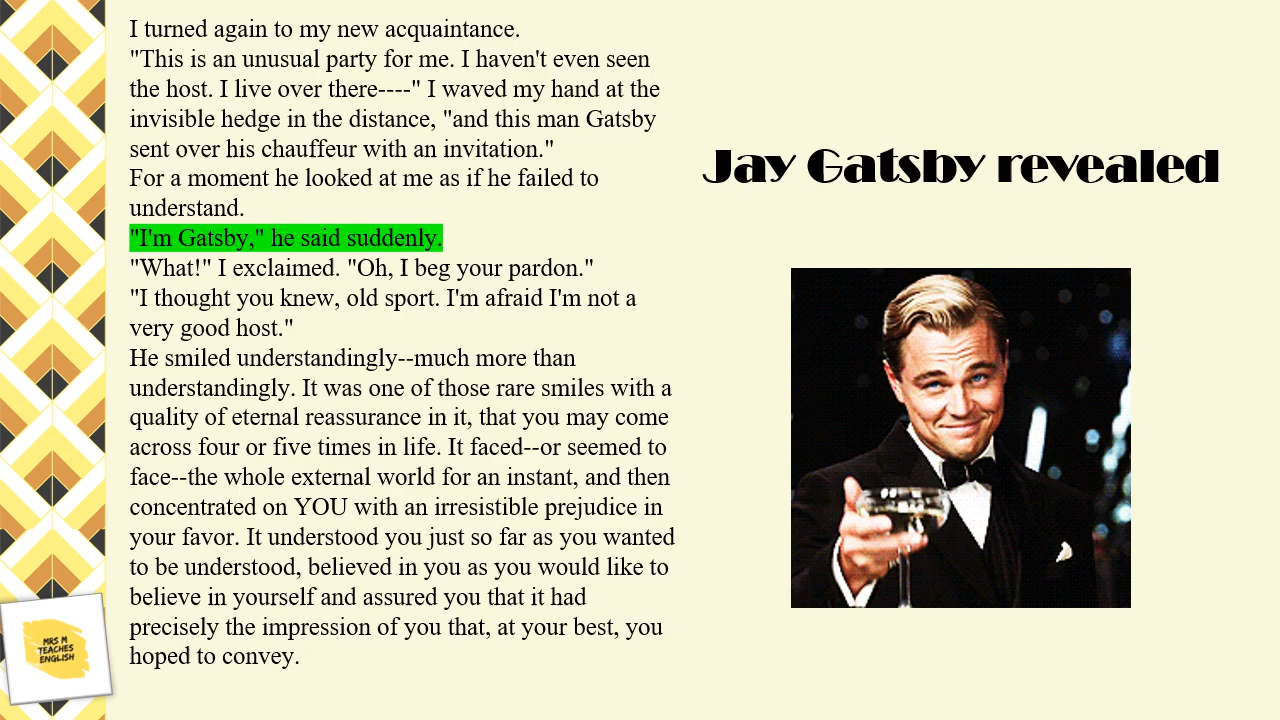 I turned again to my new acquaintance.
"This is an unusual party for me. I haven't even seen
the host. I live over there----" I waved my hand at the
invisible hedge in the distance, "and this man Gatsby
sent over his chauffeur with an invitation."
For a moment he looked at me as if he failed to
understand.
"I'm Gatsby," he said suddenly.
"What!" I exclaimed. "Oh, I beg your pardon."
"I thought you knew, old sport. I'm afraid I'm not a
very good host."
He smiled understandingly--much more than
understandingly. It was one of those rare smiles with a
quality of eternal reassurance in it, that you may come
across four or five times in life. It faced--or seemed to
face--the whole external world for an instant, and then
concentrated on YOU with an irresistible prejudice in
your favor. It understood you just so far as you wanted
to be understood, believed in you as you would like to
believe in yourself and assured you that it had
precisely the impression of you that, at your best, you
hoped to convey.
Jay Gatsby revealed
MRS M
TEACHES
ENGLISH